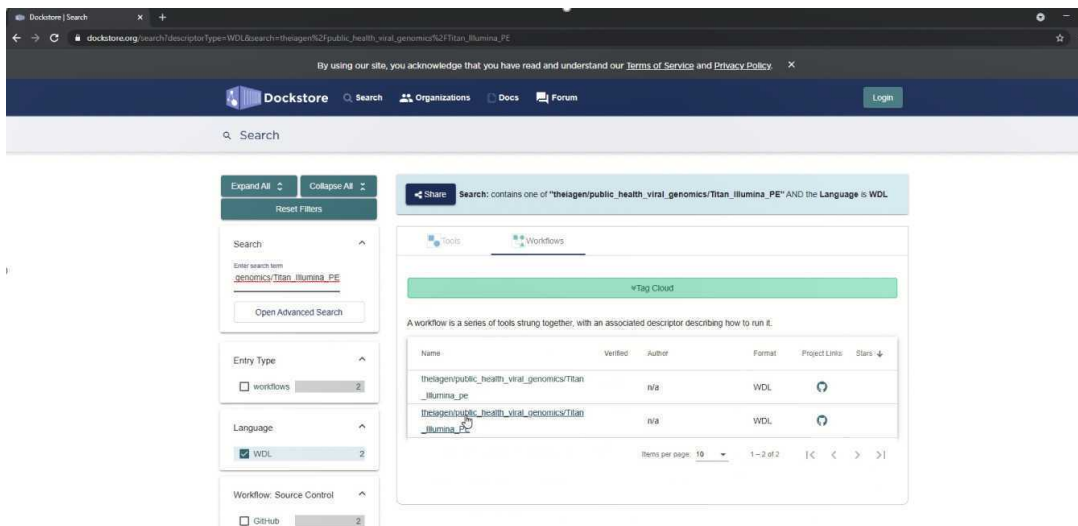 Dockstore | Search
dockstore.org/search?descriptorType=WDL&search=theiagen%2Fpublic_health_viral_genomics%2FTitan_Illumina_PE
By using our site, you acknowledge that you have read and understand our Terms of Service and Privacy Policy. ×
Dockstore Search Organizations Docs Forum Login
Search
Expand All Collapse All
Reset Filters
Share Search: contains one of "theiagen/public_health_viral_genomics/Titan_Illumina_PE" AND the Language is WDL
Search
Enter search term
genomics/Titan_Illumina_PE
Open Advanced Search
Tools Workflows
Tag Cloud
A workflow is a series of tools strung together, with an associated descriptor describing how to run it.
Name Verified Author Format Project Links Stars
theiagen/public_health_viral_genomics/Titan
_Illumina_pe
n/a WDL
theiagen/public_health_viral_genomics/Titan
_Illumina_PE
n/a WDL
Items per page: 10 1 – 2 of 2
Entry Type
workflows 2
Language
WDL 2
Workflow: Source Control
GitHub 2